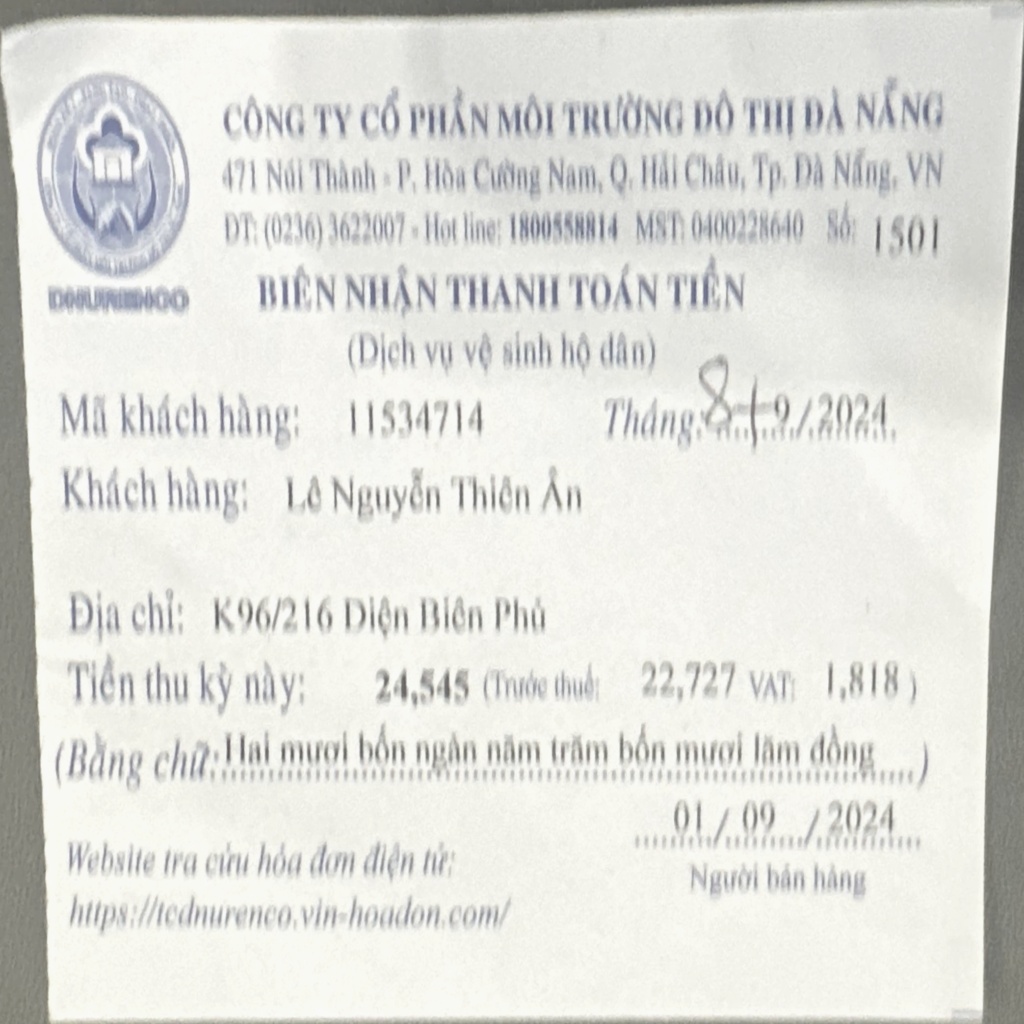 CÔNG TY CỔ PHẦN MÔI TRƯỜNG ĐÔ THỊ ĐÀ NẴNG
471 Núi Thành - P. Hòa Cường Nam, Q. Hải Châu, Tp. Đà Nẵng, VN
ĐT: (0236) 3622007 - Hot line: 1800558814 MST: 0400228640 Số: 1501
DNURENCO
BIÊN NHẬN THANH TOÁN TIỀN
(Dịch vụ vệ sinh hộ dân)
Mã khách hàng: 11534714 Tháng: 8+9/2024
Khách hàng: Lê Nguyễn Thiên Ân
Địa chỉ: K96/216 Điện Biên Phủ
Tiền thu kỳ này: 24,545 (Trước thuế: 22,727 VAT: 1,818 )
(Bằng chữ: Hai mươi bốn ngàn năm trăm bốn mươi lăm đồng )
01 / 09 / 2024
Người bán hàng
Website tra cứu hóa đơn điện tử:
https://tcdnurenco.vin-hoadon.com/